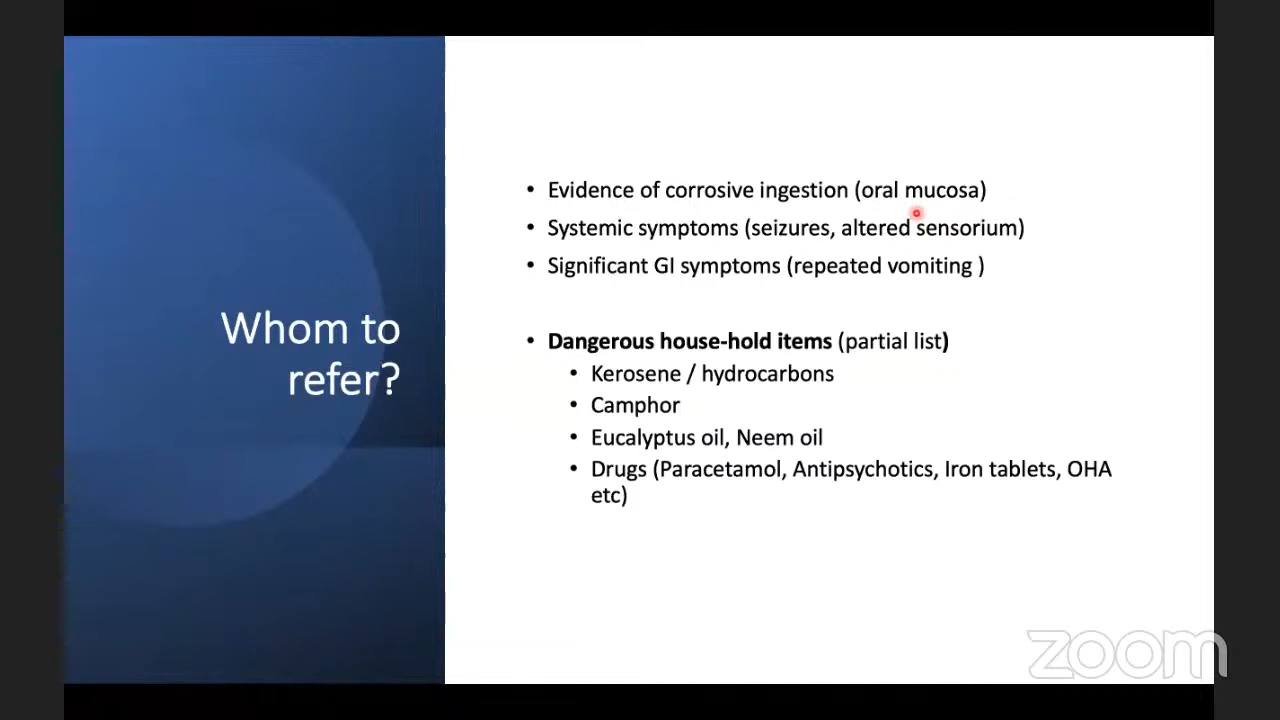 Whom to
refer?
• Evidence of corrosive ingestion (oral mucosa)
• Systemic symptoms (seizures, altered sensorium)
• Significant GI symptoms (repeated vomiting )
• Dangerous house-hold items (partial list)
• Kerosene / hydrocarbons
• Camphor
• Eucalyptus oil, Neem oil
• Drugs (Paracetamol, Antipsychotics, Iron tablets, OHA
etc)
zoom